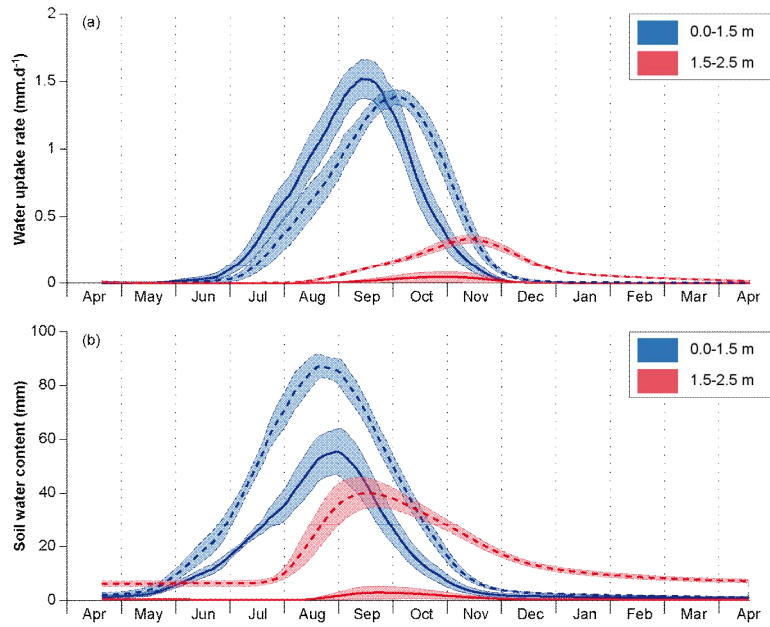 (a)
0.0-1.5 m
1.5-2.5 m
Water uptake rate (mm.d⁻¹)
2
1.5
1
0.5
0
Apr May Jun Jul Aug Sep Oct Nov Dec Jan Feb Mar Apr
(b)
0.0-1.5 m
1.5-2.5 m
Soil water content (mm)
100
80
60
40
20
0
Apr May Jun Jul Aug Sep Oct Nov Dec Jan Feb Mar Apr